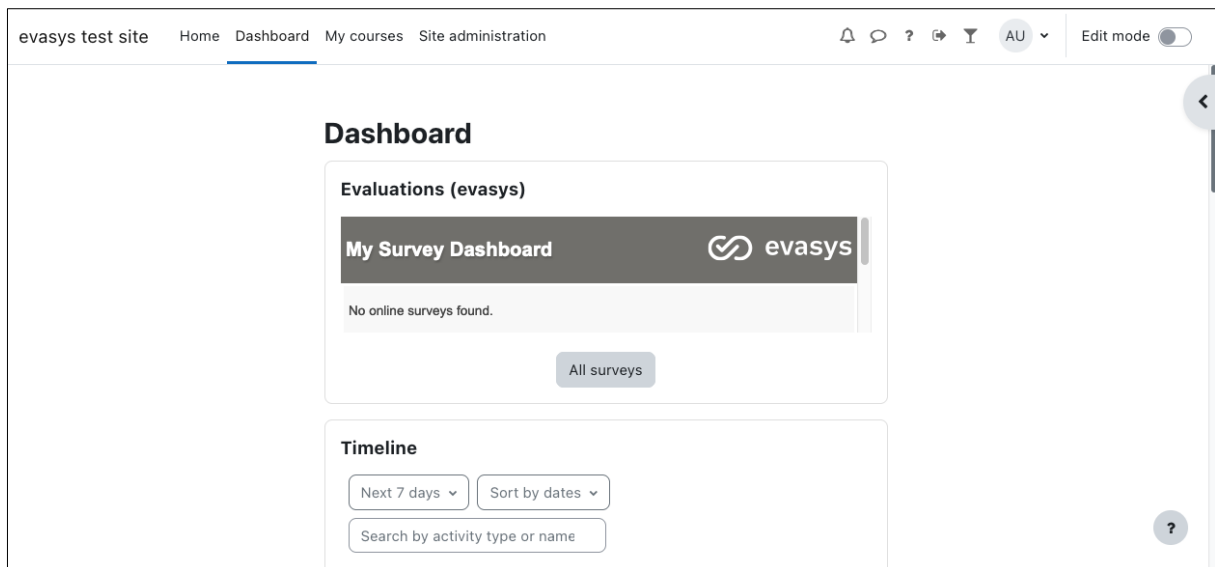 evasys test site Home Dashboard My courses Site administration ? AU Edit mode
Dashboard
Evaluations (evasys)
My Survey Dashboard evasys
No online surveys found.
All surveys
Timeline
Next 7 days Sort by dates
Search by activity type or name
?